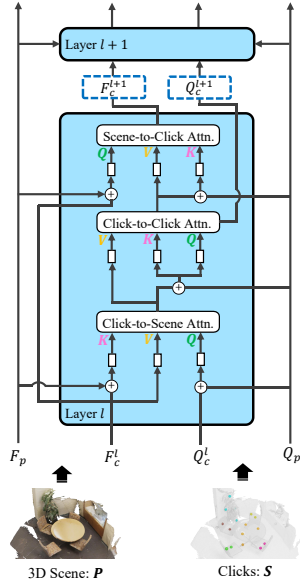 Layer l + 1
F_c^{l+1} Q_c^{l+1}
Scene-to-Click Attn.
Q V K
Click-to-Click Attn.
V K Q
Click-to-Scene Attn.
K V Q
Layer l
F_p F_c^l Q_c^l Q_p
3D Scene: P Clicks: S